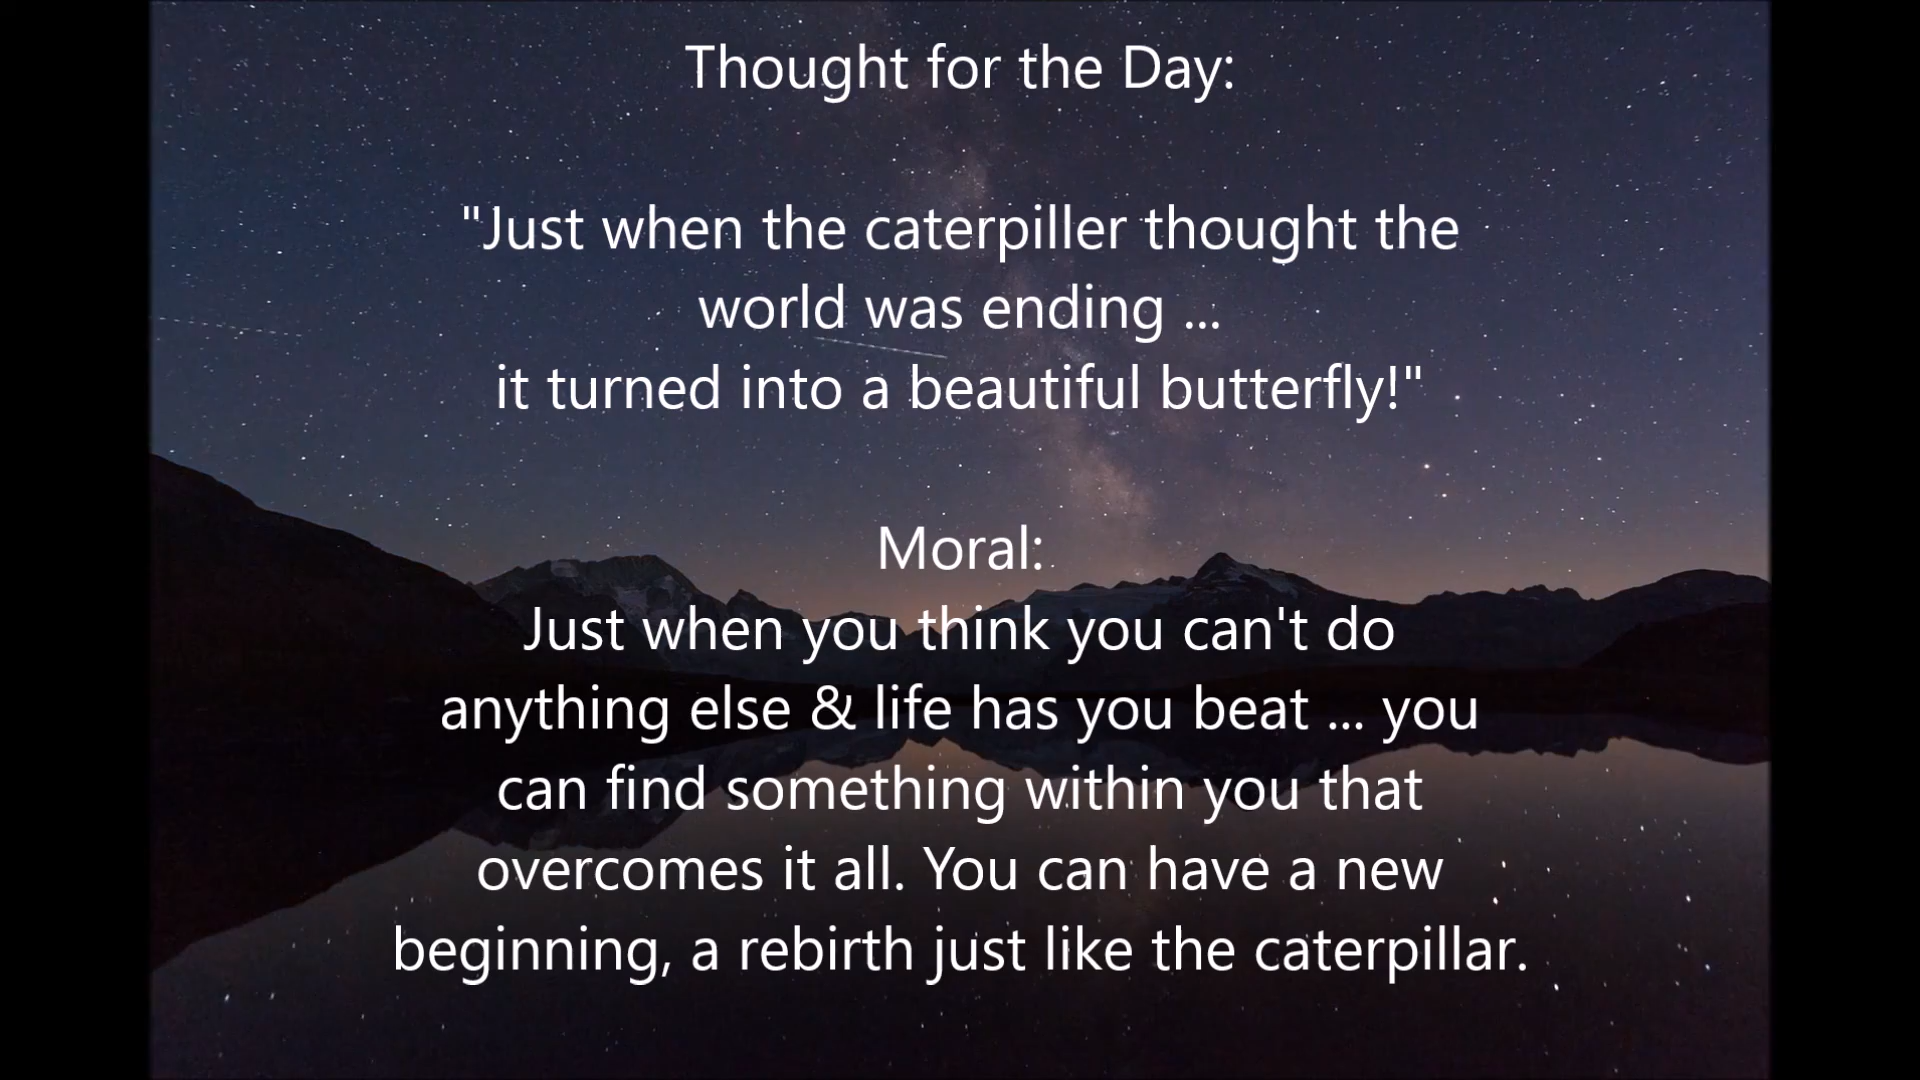 Thought for the Day:
"Just when the caterpiller thought the
world was ending ...
it turned into a beautiful butterfly!"
Moral:
Just when you think you can't do
anything else & life has you beat ... you
can find something within you that
overcomes it all. You can have a new
beginning, a rebirth just like the caterpillar.